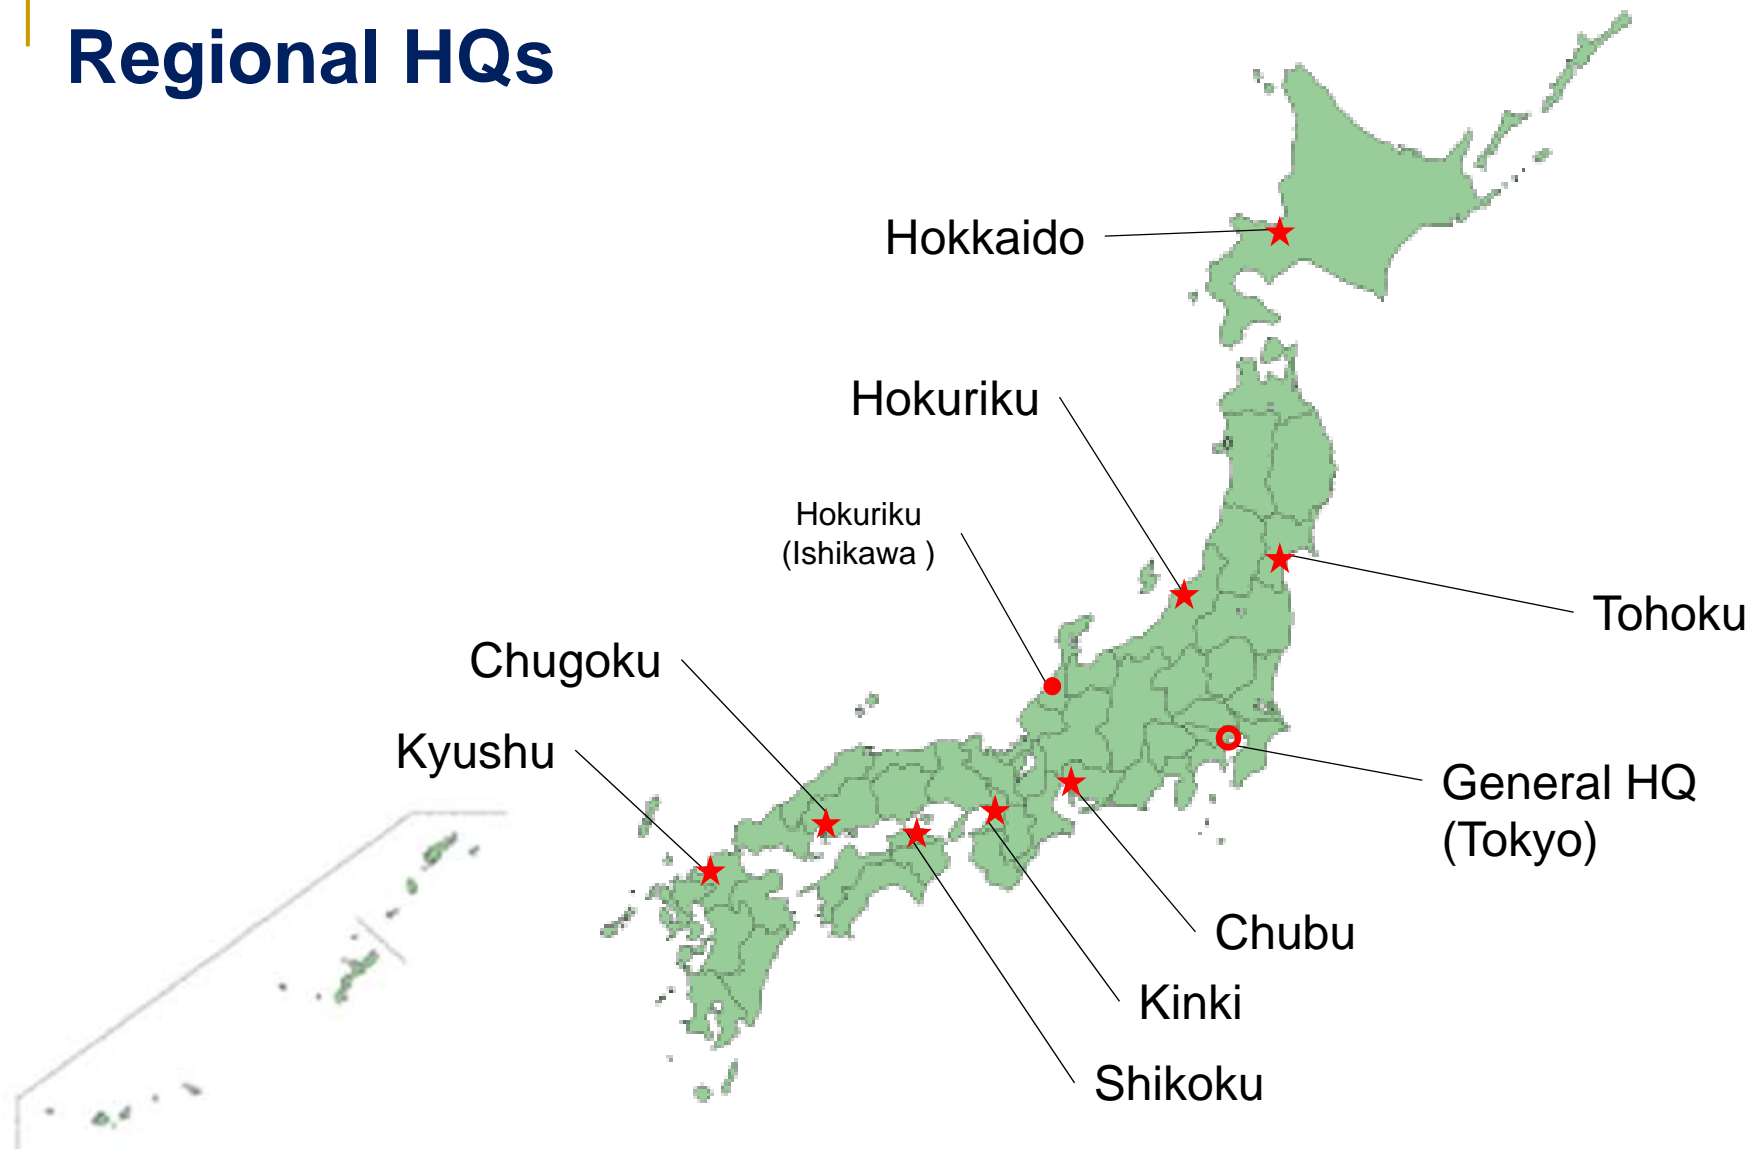 Regional HQs
Hokkaido
Hokuriku
Hokuriku
(Ishikawa )
Tohoku
Chugoku
Kyushu
General HQ
(Tokyo)
Chubu
Kinki
Shikoku